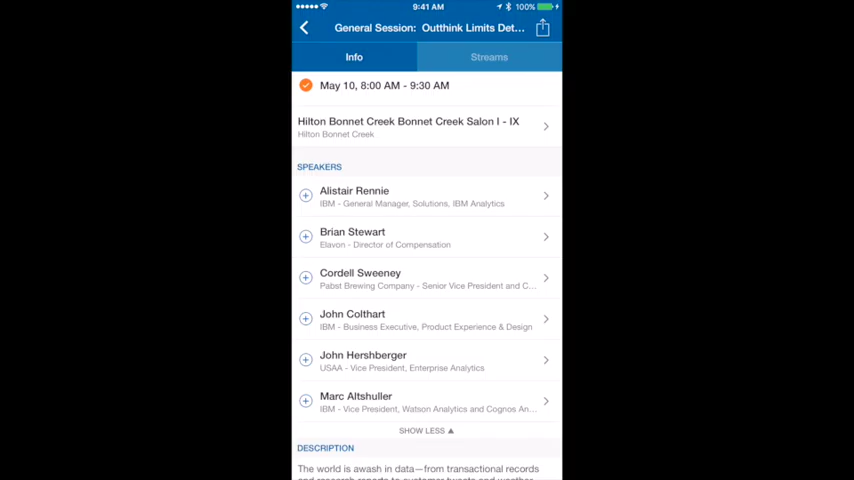 9:41 AM
100%
General Session: Outthink Limits Det...
Info
Streams
May 10, 8:00 AM - 9:30 AM
Hilton Bonnet Creek Bonnet Creek Salon I - IX
Hilton Bonnet Creek
SPEAKERS
Alistair Rennie
IBM - General Manager, Solutions, IBM Analytics
Brian Stewart
Elavon - Director of Compensation
Cordell Sweeney
Pabst Brewing Company - Senior Vice President and C...
John Colthart
IBM - Business Executive, Product Experience & Design
John Hershberger
USAA - Vice President, Enterprise Analytics
Marc Altshuller
IBM - Vice President, Watson Analytics and Cognos An...
SHOW LESS
DESCRIPTION
The world is awash in data—from transactional records
and research reports to customer tweets and weather